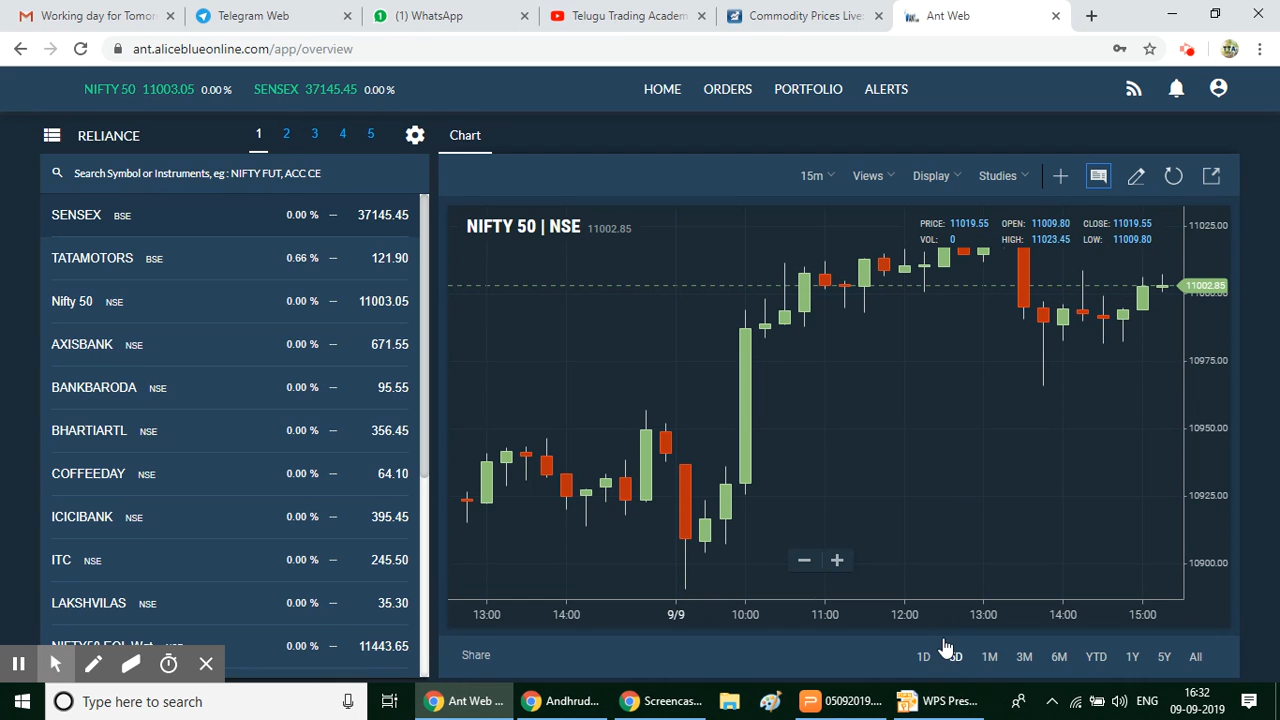 Working day for Tomor
Telegram Web
(1) WhatsApp
Telugu Trading Academ
Commodity Prices Live
Ant Web
ant.aliceblueonline.com/app/overview
NIFTY 50 11003.05 0.00 % SENSEX 37145.45 0.00 %
HOME ORDERS PORTFOLIO ALERTS
RELIANCE 1 2 3 4 5
Chart
Search Symbol or Instruments, eg : NIFTY FUT, ACC CE
15m Views Display Studies
SENSEX BSE 0.00 % -- 37145.45
TATAMOTORS BSE 0.66 % -- 121.90
Nifty 50 NSE 11003.05
AXISBANK NSE 0.00 % -- 671.55
BANKBARODA NSE 0.00 % -- 95.55
BHARTIARTL NSE 0.00 % -- 356.45
COFFEEDAY NSE 0.00 % -- 64.10
ICICIBANK NSE 0.00 % -- 395.45
ITC NSE 0.00 % -- 245.50
LAKSHVILAS NSE 0.00 % -- 35.30
0.00 % -- 11443.65
NIFTY 50 | NSE 11002.85
PRICE: 11019.55 OPEN: 11009.80 CLOSE: 11019.55
VOL: 0 HIGH: 11023.45 LOW: 11009.80
11025.00
11002.85
10975.00
10950.00
10925.00
10900.00
13:00 14:00 9/9 10:00 11:00 12:00 13:00 14:00 15:00
Share
1D 5D 1M 3M 6M YTD 1Y 5Y All
Type here to search
Ant Web ...
Andhrud...
Screencas...
05092019....
WPS Pres...
ENG
16:32
09-09-2019